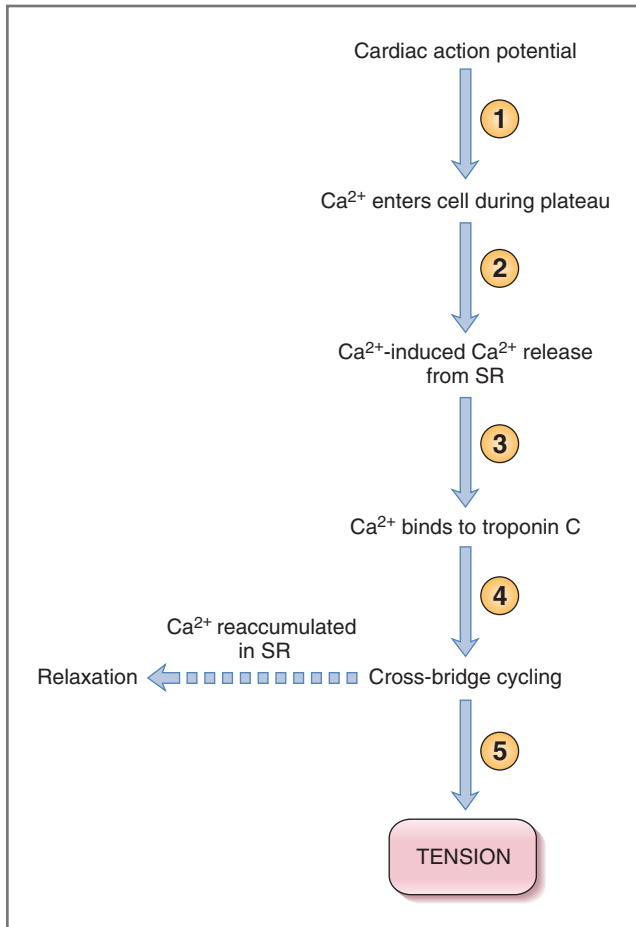 Cardiac action potential
1
Ca²⁺ enters cell during plateau
2
Ca²⁺-induced Ca²⁺ release
from SR
3
Ca²⁺ binds to troponin C
4
Ca²⁺ reaccumulated
in SR
Relaxation
Cross-bridge cycling
5
TENSION